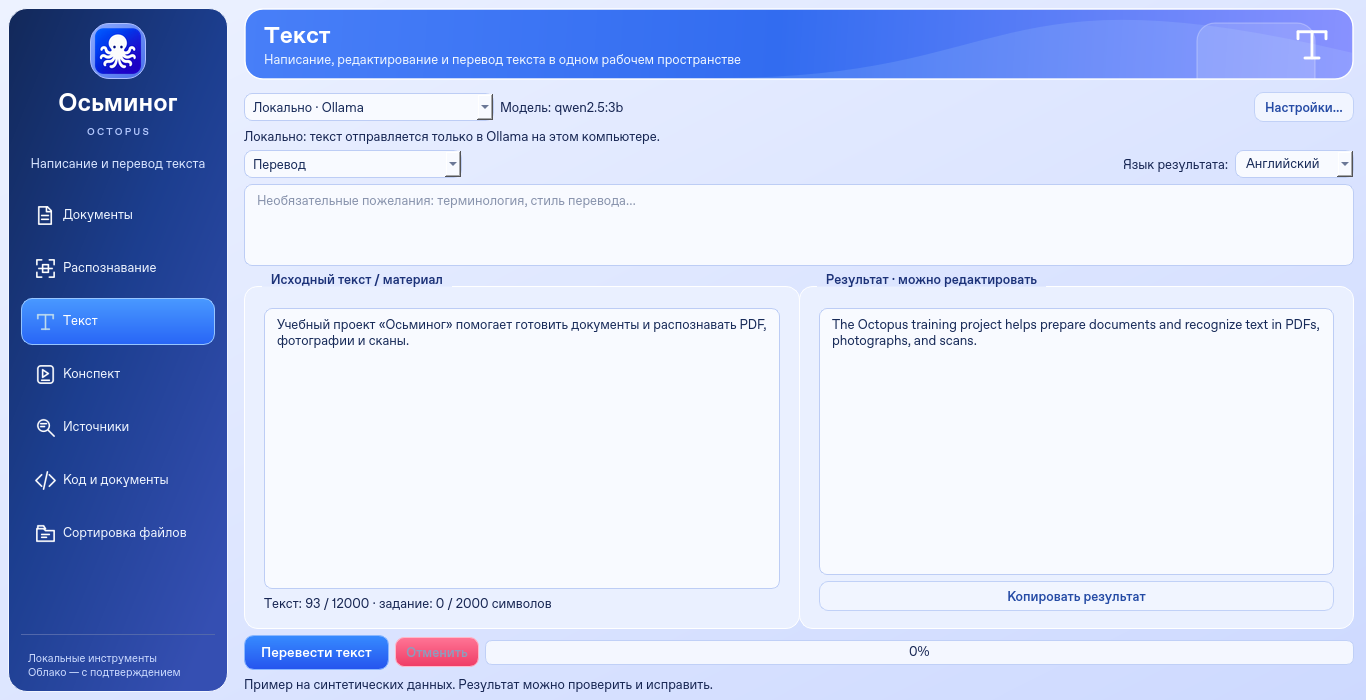 Осьминог
OCTOPUS
Написание и перевод текста
Документы
Распознавание
Текст
Конспект
Источники
Код и документы
Сортировка файлов
Локальные инструменты
Облако — с подтверждением
Текст
Написание, редактирование и перевод текста в одном рабочем пространстве
Локально · Ollama
Модель: qwen2.5:3b
Настройки...
Локально: текст отправляется только в Ollama на этом компьютере.
Перевод
Язык результата:
Английский
Необязательные пожелания: терминология, стиль перевода...
Исходный текст / материал
Учебный проект «Осьминог» помогает готовить документы и распознавать PDF,
фотографии и сканы.
Текст: 93 / 12000 · задание: 0 / 2000 символов
Результат · можно редактировать
The Octopus training project helps prepare documents and recognize text in PDFs,
photographs, and scans.
Копировать результат
Перевести текст
Отменить
0%
Пример на синтетических данных. Результат можно проверить и исправить.